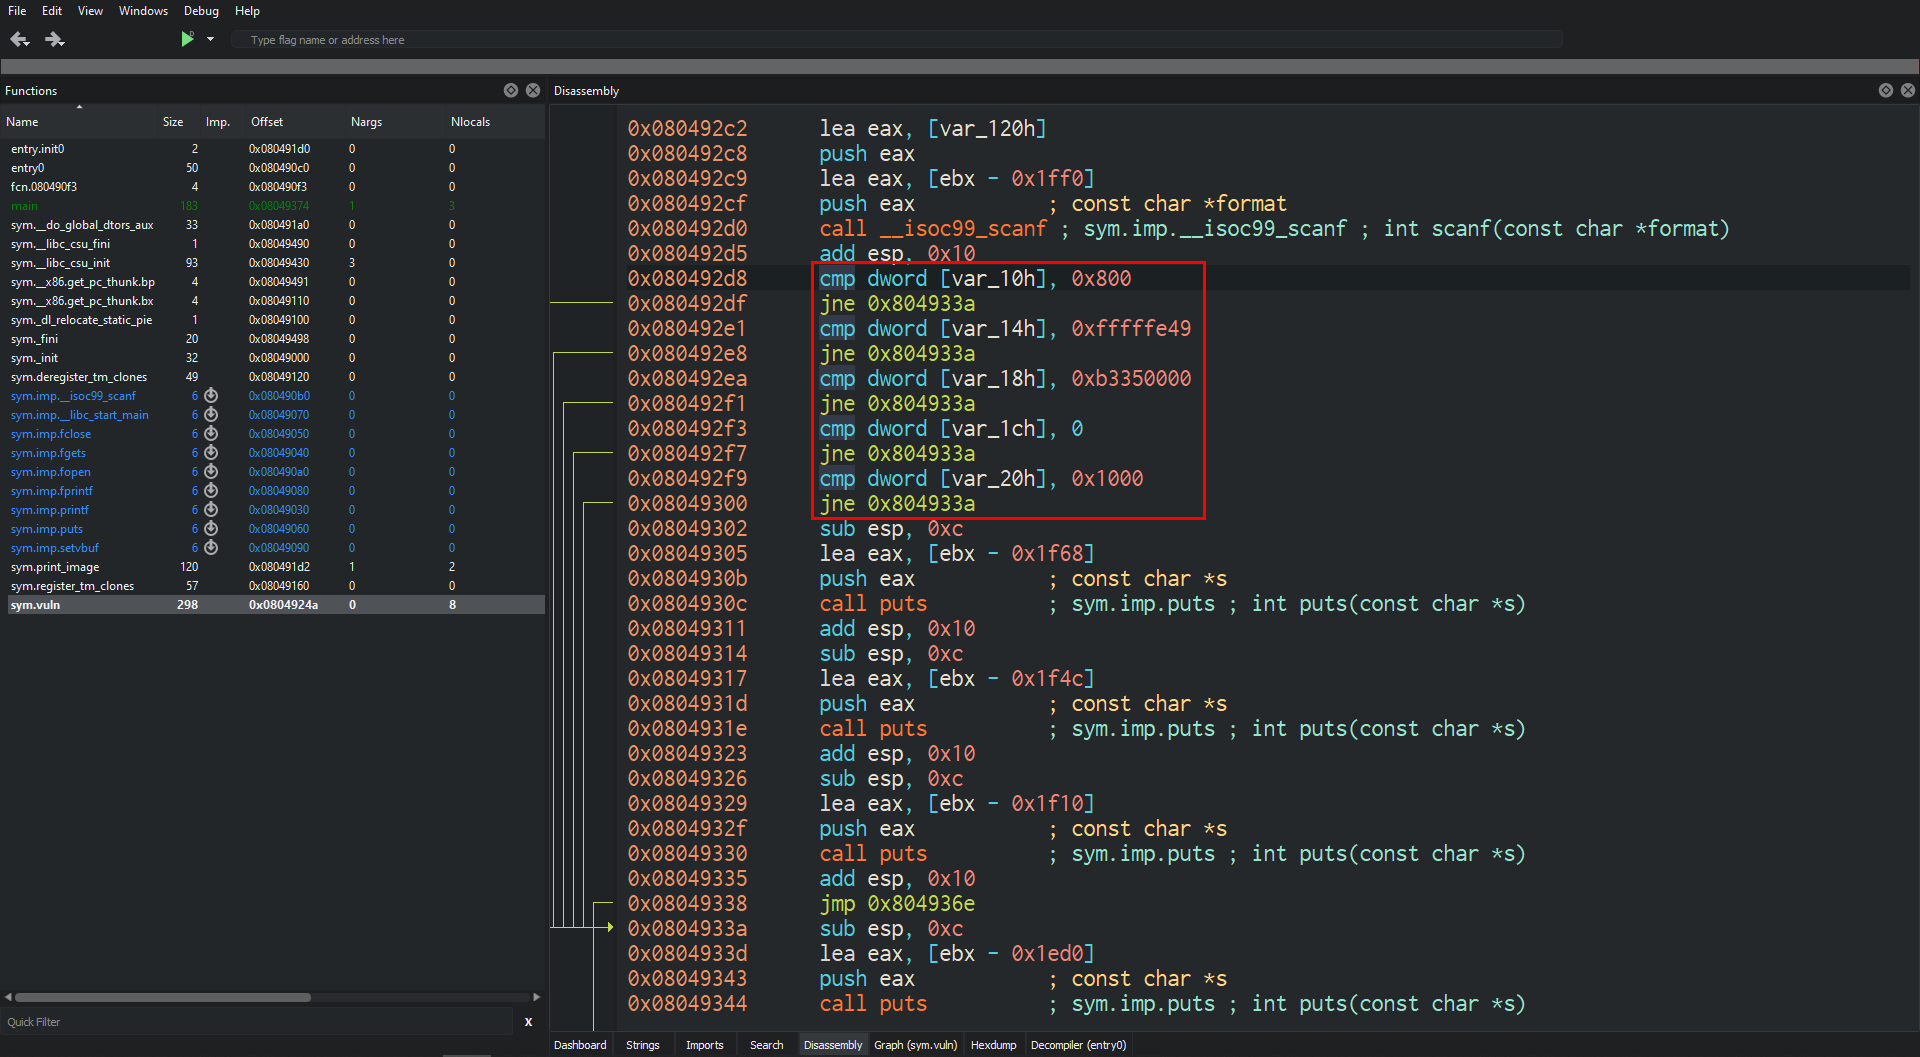 File Edit View Windows Debug Help
Type flag name or address here
Functions
Name Size Imp. Offset Nargs Nlocals
entry.init0 2 0x080491d0 0 0
entry0 50 0x080490c0 0 0
fcn.080490f3 4 0x080490f3 0 0
main 183 0x08049374 1 3
sym.__do_global_dtors_aux 33 0x080491a0 0 0
sym.__libc_csu_fini 1 0x08049490 0 0
sym.__libc_csu_init 93 0x08049430 3 0
sym.__x86.get_pc_thunk.bp 4 0x08049491 0 0
sym.__x86.get_pc_thunk.bx 4 0x08049110 0 0
sym._dl_relocate_static_pie 1 0x08049100 0 0
sym._fini 20 0x08049498 0 0
sym._init 32 0x08049000 0 0
sym.deregister_tm_clones 49 0x08049120 0 0
sym.imp.__isoc99_scanf 6 0x080490b0 0 0
sym.imp.__libc_start_main 6 0x08049070 0 0
sym.imp.fclose 6 0x08049050 0 0
sym.imp.fgets 6 0x08049040 0 0
sym.imp.fopen 6 0x080490a0 0 0
sym.imp.fprintf 6 0x08049080 0 0
sym.imp.printf 6 0x08049030 0 0
sym.imp.puts 6 0x08049060 0 0
sym.imp.setvbuf 6 0x08049090 0 0
sym.print_image 120 0x080491d2 1 2
sym.register_tm_clones 57 0x08049160 0 0
sym.vuln 298 0x0804924a 0 8
Quick Filter X
Disassembly
0x080492c2 lea eax, [var_120h]
0x080492c8 push eax
0x080492c9 lea eax, [ebx - 0x1ff0]
0x080492cf push eax ; const char *format
0x080492d0 call __isoc99_scanf ; sym.imp.__isoc99_scanf ; int scanf(const char *format)
0x080492d5 add esp, 0x10
0x080492d8 cmp dword [var_10h], 0x800
0x080492df jne 0x804933a
0x080492e1 cmp dword [var_14h], 0xfffffe49
0x080492e8 jne 0x804933a
0x080492ea cmp dword [var_18h], 0xb3350000
0x080492f1 jne 0x804933a
0x080492f3 cmp dword [var_1ch], 0
0x080492f7 jne 0x804933a
0x080492f9 cmp dword [var_20h], 0x1000
0x08049300 jne 0x804933a
0x08049302 sub esp, 0xc
0x08049305 lea eax, [ebx - 0x1f68]
0x0804930b push eax ; const char *s
0x0804930c call puts ; sym.imp.puts ; int puts(const char *s)
0x08049311 add esp, 0x10
0x08049314 sub esp, 0xc
0x08049317 lea eax, [ebx - 0x1f4c]
0x0804931d push eax ; const char *s
0x0804931e call puts ; sym.imp.puts ; int puts(const char *s)
0x08049323 add esp, 0x10
0x08049326 sub esp, 0xc
0x08049329 lea eax, [ebx - 0x1f10]
0x0804932f push eax ; const char *s
0x08049330 call puts ; sym.imp.puts ; int puts(const char *s)
0x08049335 add esp, 0x10
0x08049338 jmp 0x804936e
0x0804933a sub esp, 0xc
0x0804933d lea eax, [ebx - 0x1ed0]
0x08049343 push eax ; const char *s
0x08049344 call puts ; sym.imp.puts ; int puts(const char *s)
Dashboard Strings Imports Search Disassembly Graph (sym.vuln) Hexdump Decompiler (entry0)